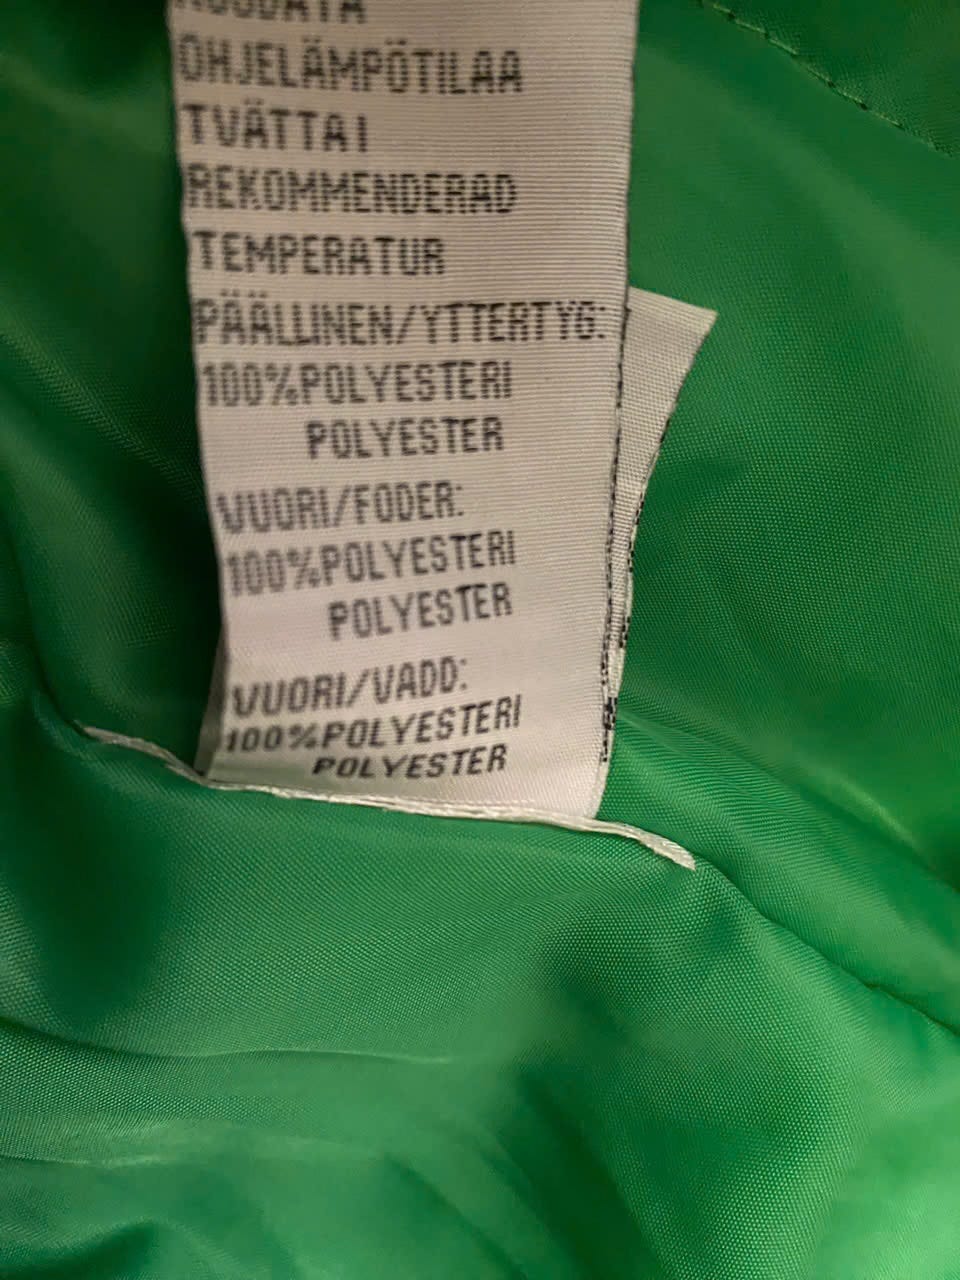 NOUDATA
OHJELÄMPÖTILAA
TVÄTTA I
REKOMMENDERAD
TEMPERATUR
PÄÄLLINEN/YTTERTYG:
100%POLYESTERI
POLYESTER
VUORI/FODER:
100%POLYESTERI
POLYESTER
VUORI/VADD:
100%POLYESTERI
POLYESTER